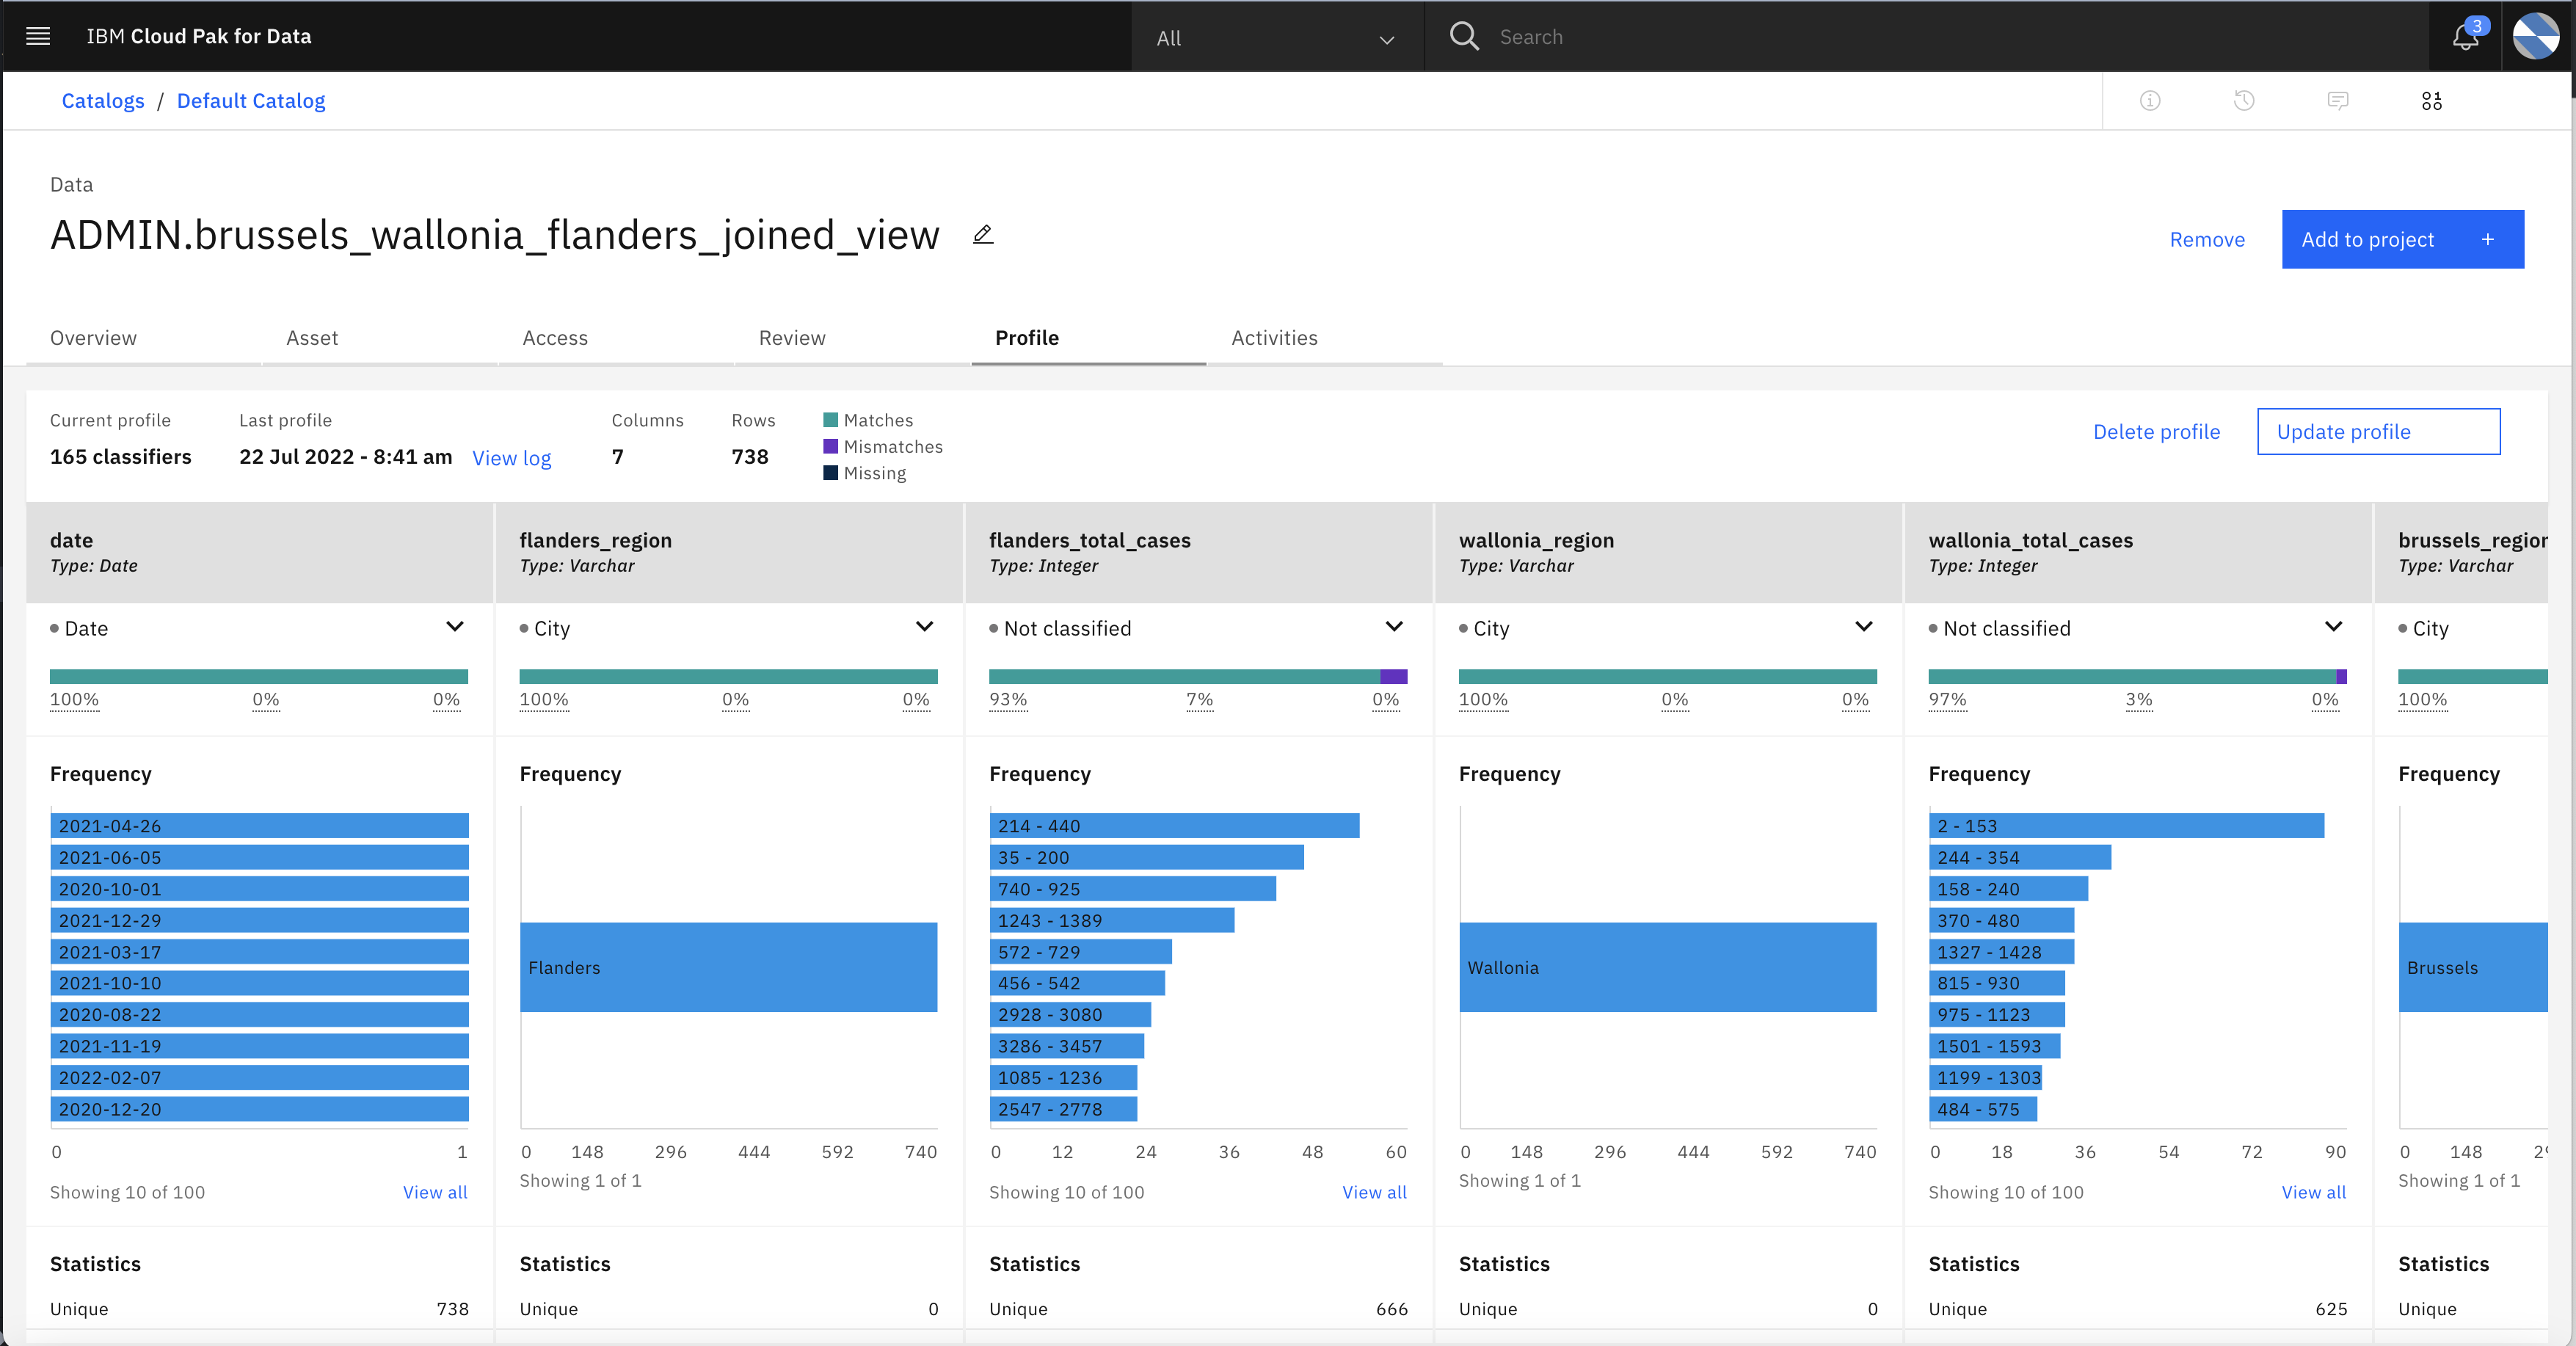 IBM Cloud Pak for Data
All
Search
3
Catalogs / Default Catalog
Data
ADMIN.brussels_wallonia_flanders_joined_view
Remove
Add to project +
Overview
Asset
Access
Review
Profile
Activities
Current profile
165 classifiers
Last profile
22 Jul 2022 - 8:41 am
View log
Columns
7
Rows
738
Matches
Mismatches
Missing
Delete profile
Update profile
date
Type: Date
Date
100% 0% 0%
Frequency
2021-04-26
2021-06-05
2020-10-01
2021-12-29
2021-03-17
2021-10-10
2020-08-22
2021-11-19
2022-02-07
2020-12-20
0 1
Showing 10 of 100 View all
Statistics
Unique 738
flanders_region
Type: Varchar
City
100% 0% 0%
Frequency
Flanders
0 148 296 444 592 740
Showing 1 of 1
Statistics
Unique 0
flanders_total_cases
Type: Integer
Not classified
93% 7% 0%
Frequency
214 - 440
35 - 200
740 - 925
1243 - 1389
572 - 729
456 - 542
2928 - 3080
3286 - 3457
1085 - 1236
2547 - 2778
0 12 24 36 48 60
Showing 10 of 100 View all
Statistics
Unique 666
wallonia_region
Type: Varchar
City
100% 0% 0%
Frequency
Wallonia
0 148 296 444 592 740
Showing 1 of 1
Statistics
Unique 0
wallonia_total_cases
Type: Integer
Not classified
97% 3% 0%
Frequency
2 - 153
244 - 354
158 - 240
370 - 480
1327 - 1428
815 - 930
975 - 1123
1501 - 1593
1199 - 1303
484 - 575
0 18 36 54 72 90
Showing 10 of 100 View all
Statistics
Unique 625
brussels_region
Type: Varchar
City
100%
Frequency
Brussels
0 148
Showing 1 of 1
Statistics
Unique